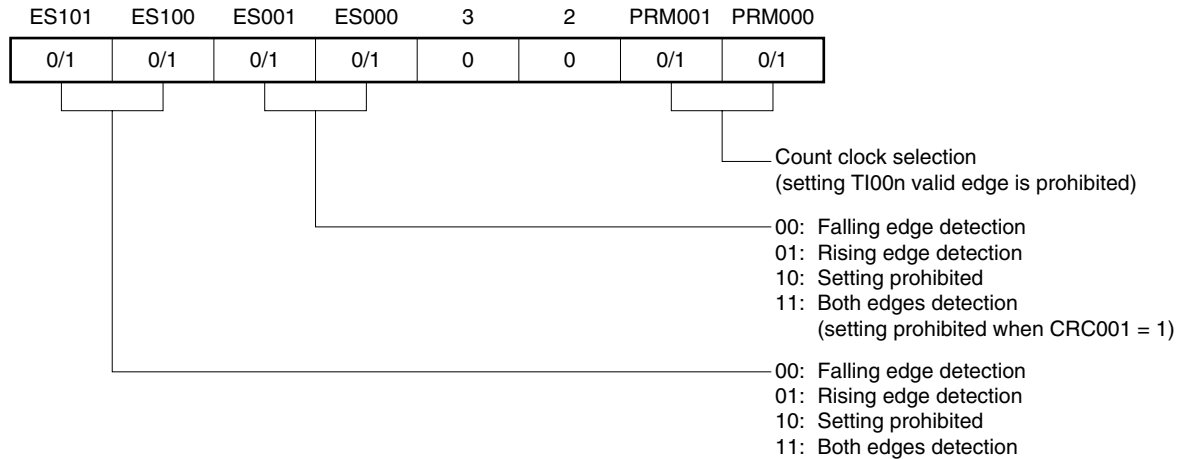 ES101 ES100 ES001 ES000 3 2 PRM001 PRM000
0/1 0/1 0/1 0/1 0 0 0/1 0/1
Count clock selection
(setting TI00n valid edge is prohibited)
00: Falling edge detection
01: Rising edge detection
10: Setting prohibited
11: Both edges detection
(setting prohibited when CRC001 = 1)
00: Falling edge detection
01: Rising edge detection
10: Setting prohibited
11: Both edges detection